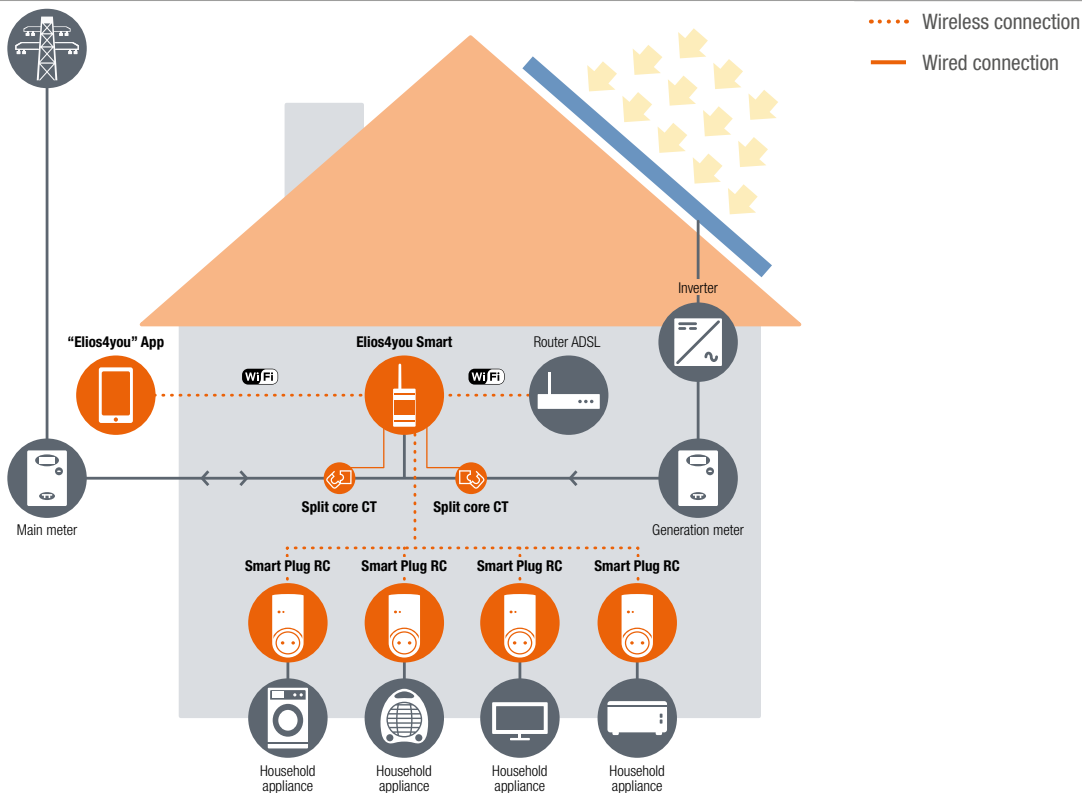 Wireless connection
Wired connection
Inverter
“Elios4you” App
Elios4you Smart
Router ADSL
WiFi
WiFi
Split core CT
Split core CT
Main meter
Generation meter
Smart Plug RC
Smart Plug RC
Smart Plug RC
Smart Plug RC
Household
appliance
Household
appliance
Household
appliance
Household
appliance